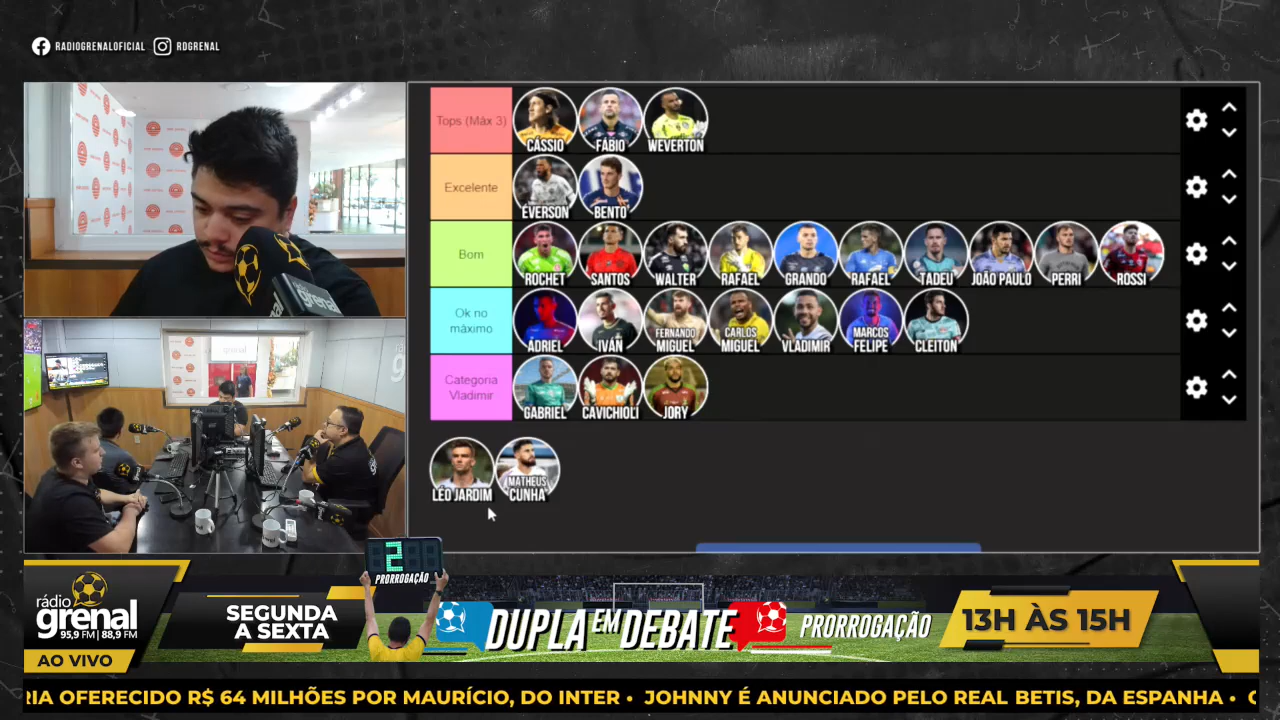 RADIOGRENALOFICIAL RDGRENAL
Tops (Máx 3)
CÁSSIO FÁBIO WEVERTON
Excelente
EVERSON BENTO
Bom
ROCHET SANTOS WALTER RAFAEL GRANDO RAFAEL TADEU JOÃO PAULO PERRI ROSSI
Ok no
máximo
ADRIEL IVÁN FERNANDO MIGUEL CARLOS MIGUEL VLADIMIR MARCOS FELIPE CLEITON
Categoria
Vladimir
GABRIEL CAVICHIOLI JORY
LÉO JARDIM MATHEUS CUNHA
grenal
2
PRORROGAÇÃO
rádio
grenal
95,9 FM | 88,9 FM
AO VIVO
SEGUNDA
A SEXTA
DUPLA EM DEBATE PRORROGAÇÃO
13H ÀS 15H
RIA OFERECIDO R$ 64 MILHÕES POR MAURÍCIO, DO INTER • JOHNNY É ANUNCIADO PELO REAL BETIS, DA ESPANHA •